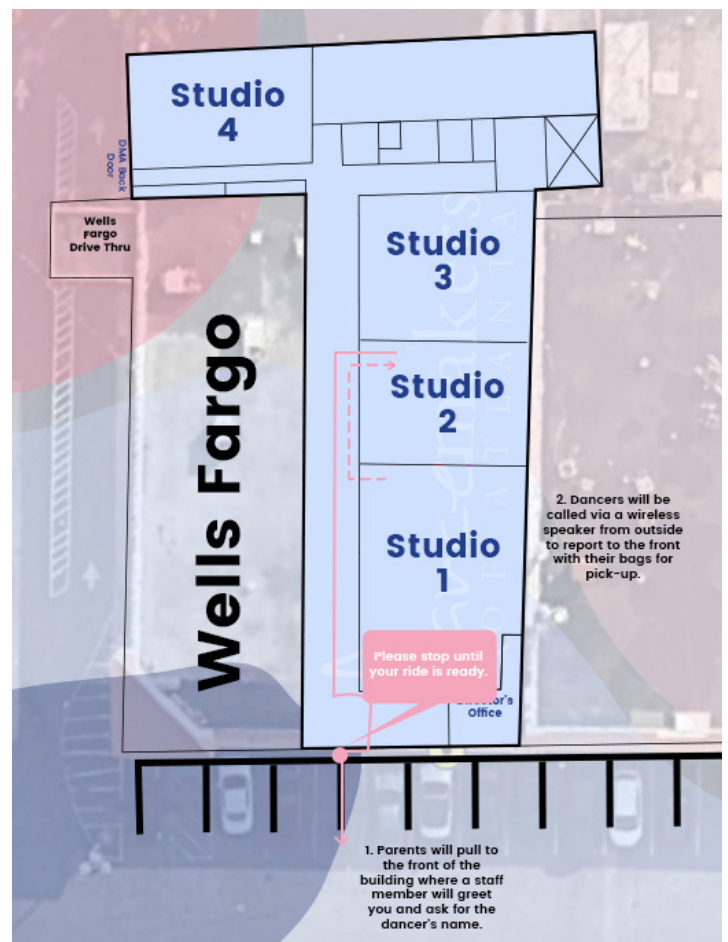 Studio
4
DMA Back
Door
Wells
Fargo
Drive Thru
Studio
3
Wells Fargo
Studio
2
2. Dancers will be
called via a wireless
speaker from outside
to report to the front
with their bags for
pick-up.
Studio
1
Please stop until
your ride is ready.
Director's
Office
1. Parents will pull to
the front of the
building where a staff
member will greet
you and ask for the
dancer's name.